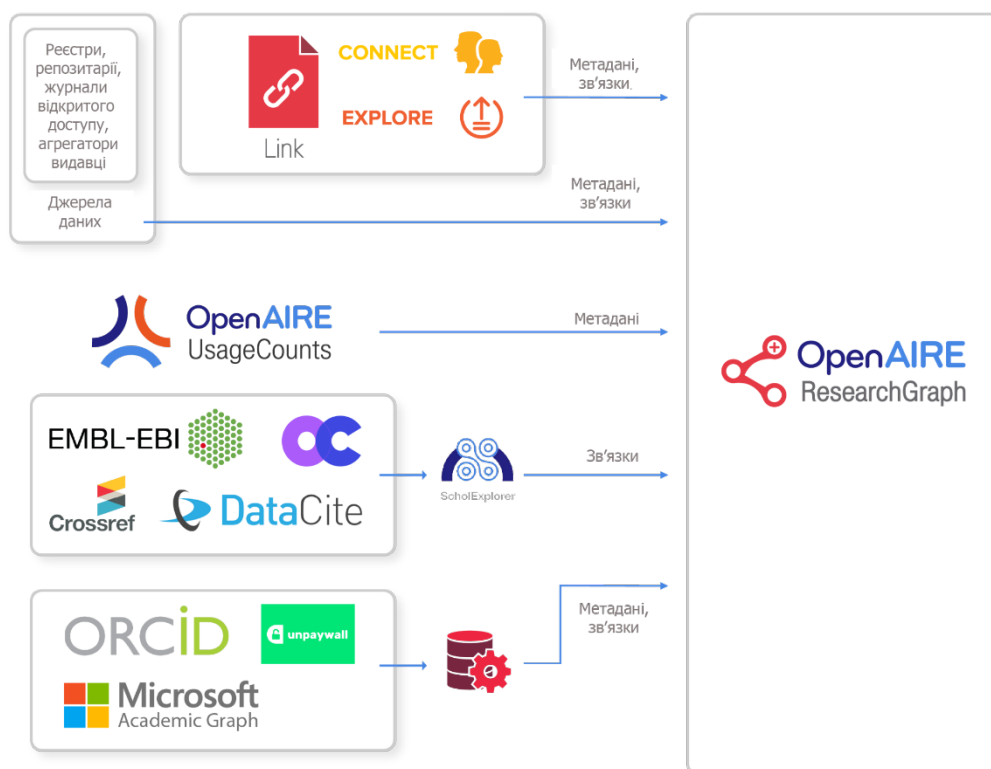 Реєстри,
репозитарії,
журнали
відкритого
доступу,
агрегатори
видавці
Джерела
даних
Link
CONNECT
EXPLORE
Метадані,
зв'язки,
Метадані,
зв'язки
OpenAIRE
UsageCounts
Метадані
EMBL-EBI
OC
Crossref
DataCite
ScholExplorer
Зв'язки
ORCID
unpaywall
Microsoft
Academic Graph
Метадані,
зв'язки
OpenAIRE
ResearchGraph